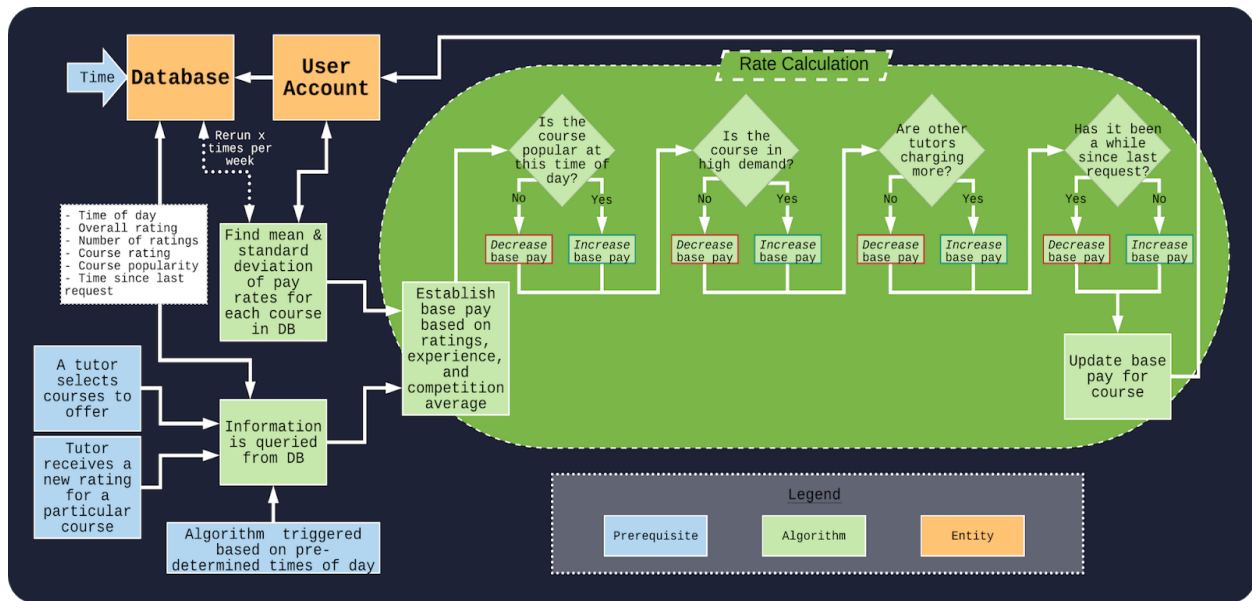 Time
Database
User
Account
Rerun x
times per
week
- Time of day
- Overall rating
- Number of ratings
- Course rating
- Course popularity
- Time since last
request
Find mean &
standard
deviation
of pay
rates for
each course
in DB
A tutor
selects
courses to
offer
Tutor
receives a
new rating
for a
particular
course
Information
is queried
from DB
Algorithm triggered
based on pre-
determined times of day
Establish
base pay
based on
ratings,
experience,
and
competition
average
Rate Calculation
Is the
course
popular at
this time of
day?
No
Yes
Decrease
base pay
Increase
base pay
Is the
course in
high demand?
No
Yes
Decrease
base pay
Increase
base pay
Are other
tutors
charging
more?
No
Yes
Decrease
base pay
Increase
base pay
Has it been
a while
since last
request?
Yes
No
Decrease
base pay
Increase
base pay
Update base
pay for
course
Legend
Prerequisite
Algorithm
Entity